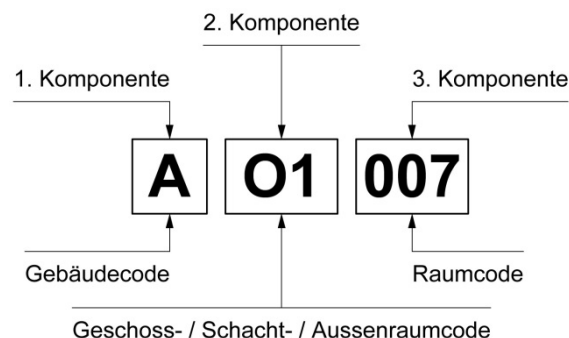 2. Komponente
1. Komponente
3. Komponente
A O1 007
Gebäudecode
Raumcode
Geschoss- / Schacht- / Aussenraumcode